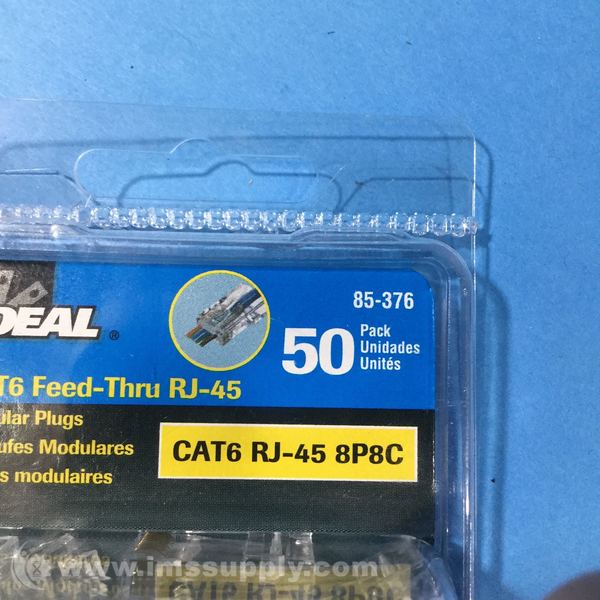 DEAL ®
85-376
50 Pack
Unidades
Unités
T6 Feed-Thru RJ-45
ular Plugs
ufes Modulares
s modulaires
CAT6 RJ-45 8P8C
www.imssupply.com